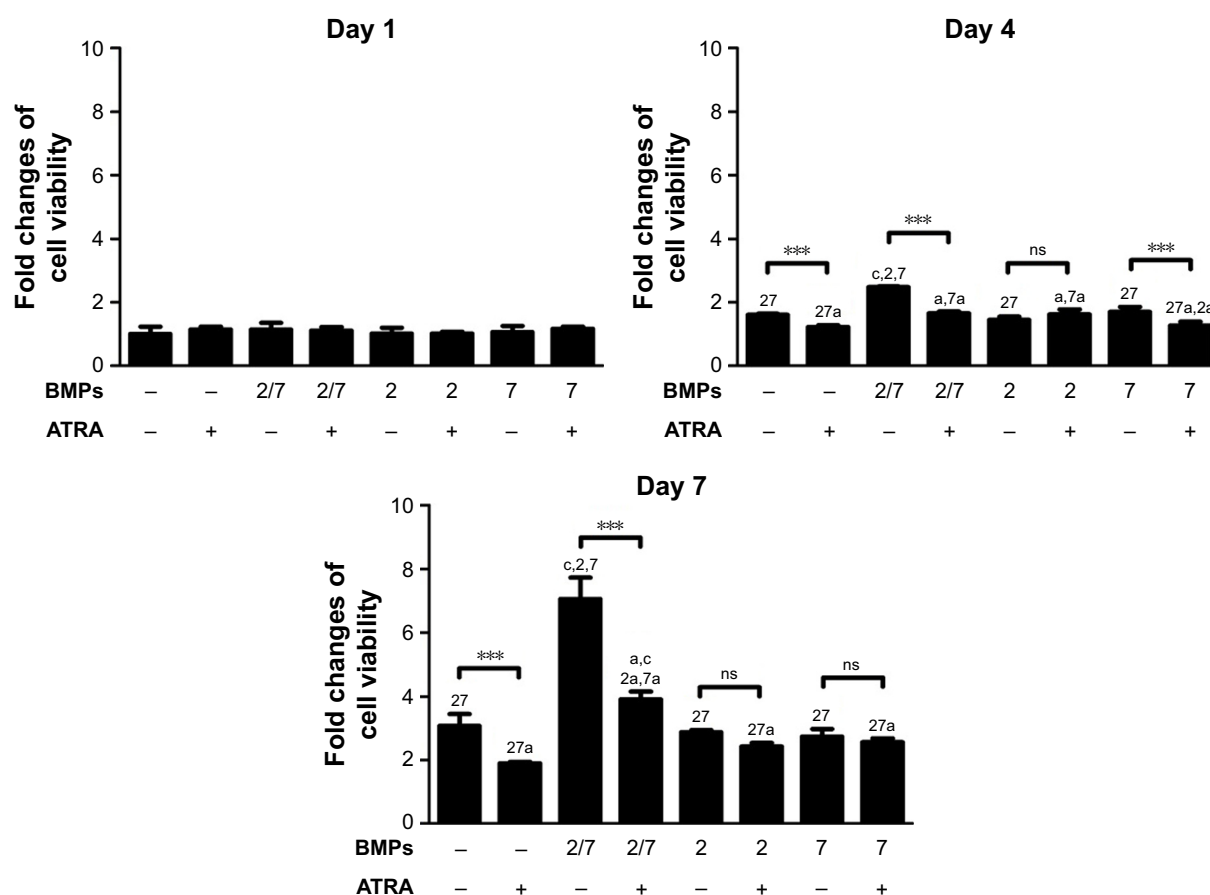 Day 1
Fold changes of
cell viability
10
8
6
4
2
0
BMPs – – 2/7 2/7 2 2 7 7
ATRA – + – + – + – +
Day 4
Fold changes of
cell viability
10
8
6
4
2
0
*** *** ns ***
27 27a c,2,7 a,7a 27 a,7a 27 27a,2a
BMPs – – 2/7 2/7 2 2 7 7
ATRA – + – + – + – +
Day 7
Fold changes of
cell viability
10
8
6
4
2
0
*** *** ns ns
27 27a c,2,7 a,c
2a,7a 27 27a 27 27a
BMPs – – 2/7 2/7 2 2 7 7
ATRA – + – + – + – +